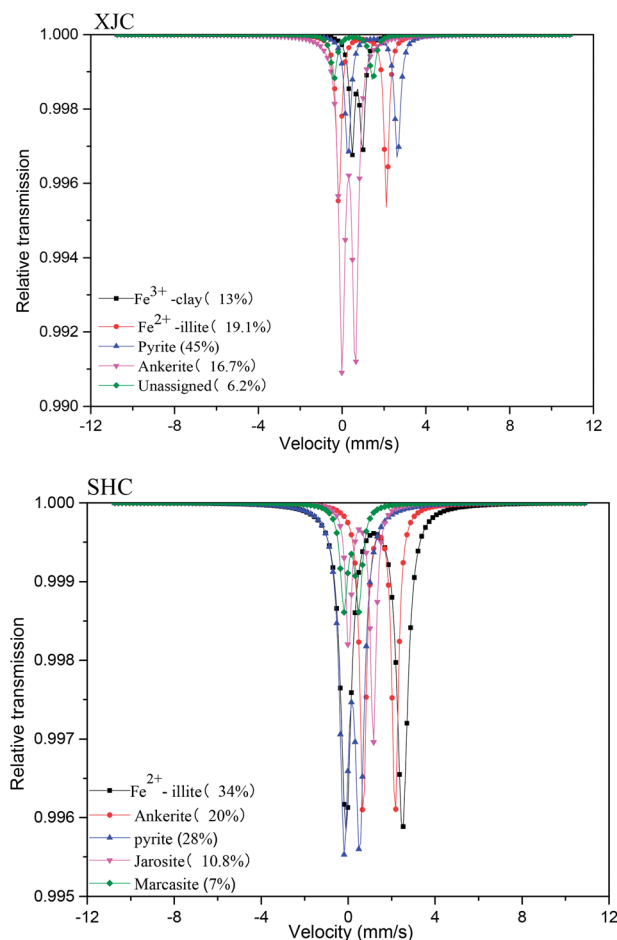 XJC
1.000
0.998
0.996
0.994
0.992
0.990
Relative transmission
Fe3+ -clay( 13%)
Fe2+ -illite( 19.1%)
Pyrite (45%)
Ankerite( 16.7%)
Unassigned( 6.2%)
-12 -8 -4 0 4 8 12
Velocity (mm/s)
SHC
1.000
0.999
0.998
0.997
0.996
0.995
Relative transmission
Fe2+ - illite( 34%)
Ankerite( 20%)
pyrite (28%)
Jarosite( 10.8%)
Marcasite (7%)
-12 -8 -4 0 4 8 12
Velocity (mm/s)